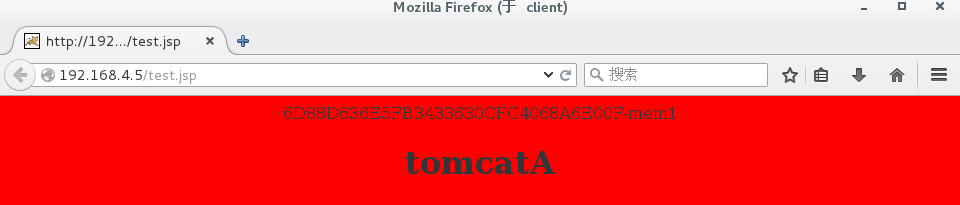 Mozilla Firefox (于 client)
http://192.../test.jsp
192.168.4.5/test.jsp
搜索
6D88D636E5FB3433630CFC4068A6E00F-mem1
tomcatA